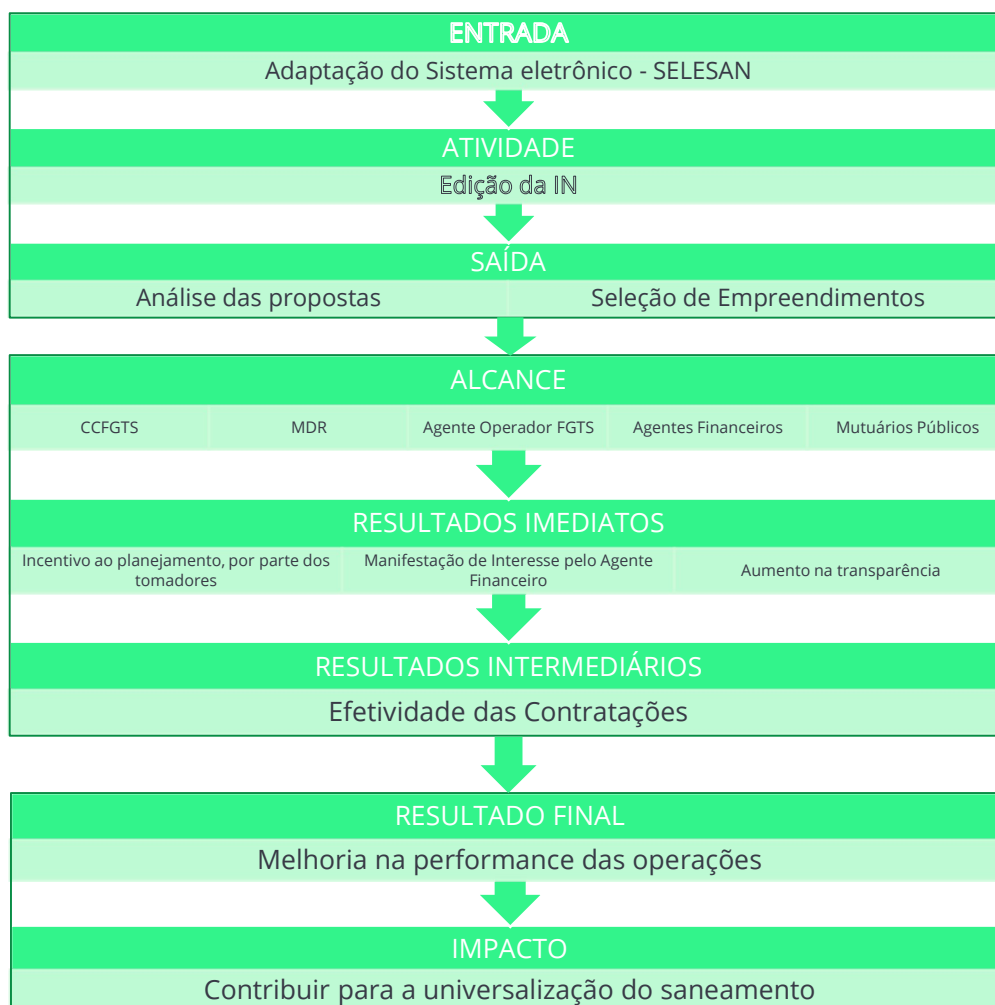 ENTRADA
Adaptação do Sistema eletrônico - SELESAN
ATIVIDADE
Edição da IN
SAÍDA
Análise das propostas
Seleção de Empreendimentos
ALCANCE
CCFGTS
MDR
Agente Operador FGTS
Agentes Financeiros
Mutuários Públicos
RESULTADOS IMEDIATOS
Incentivo ao planejamento, por parte dos
tomadores
Manifestação de Interesse pelo Agente
Financeiro
Aumento na transparência
RESULTADOS INTERMEDIÁRIOS
Efetividade das Contratações
RESULTADO FINAL
Melhoria na performance das operações
IMPACTO
Contribuir para a universalização do saneamento